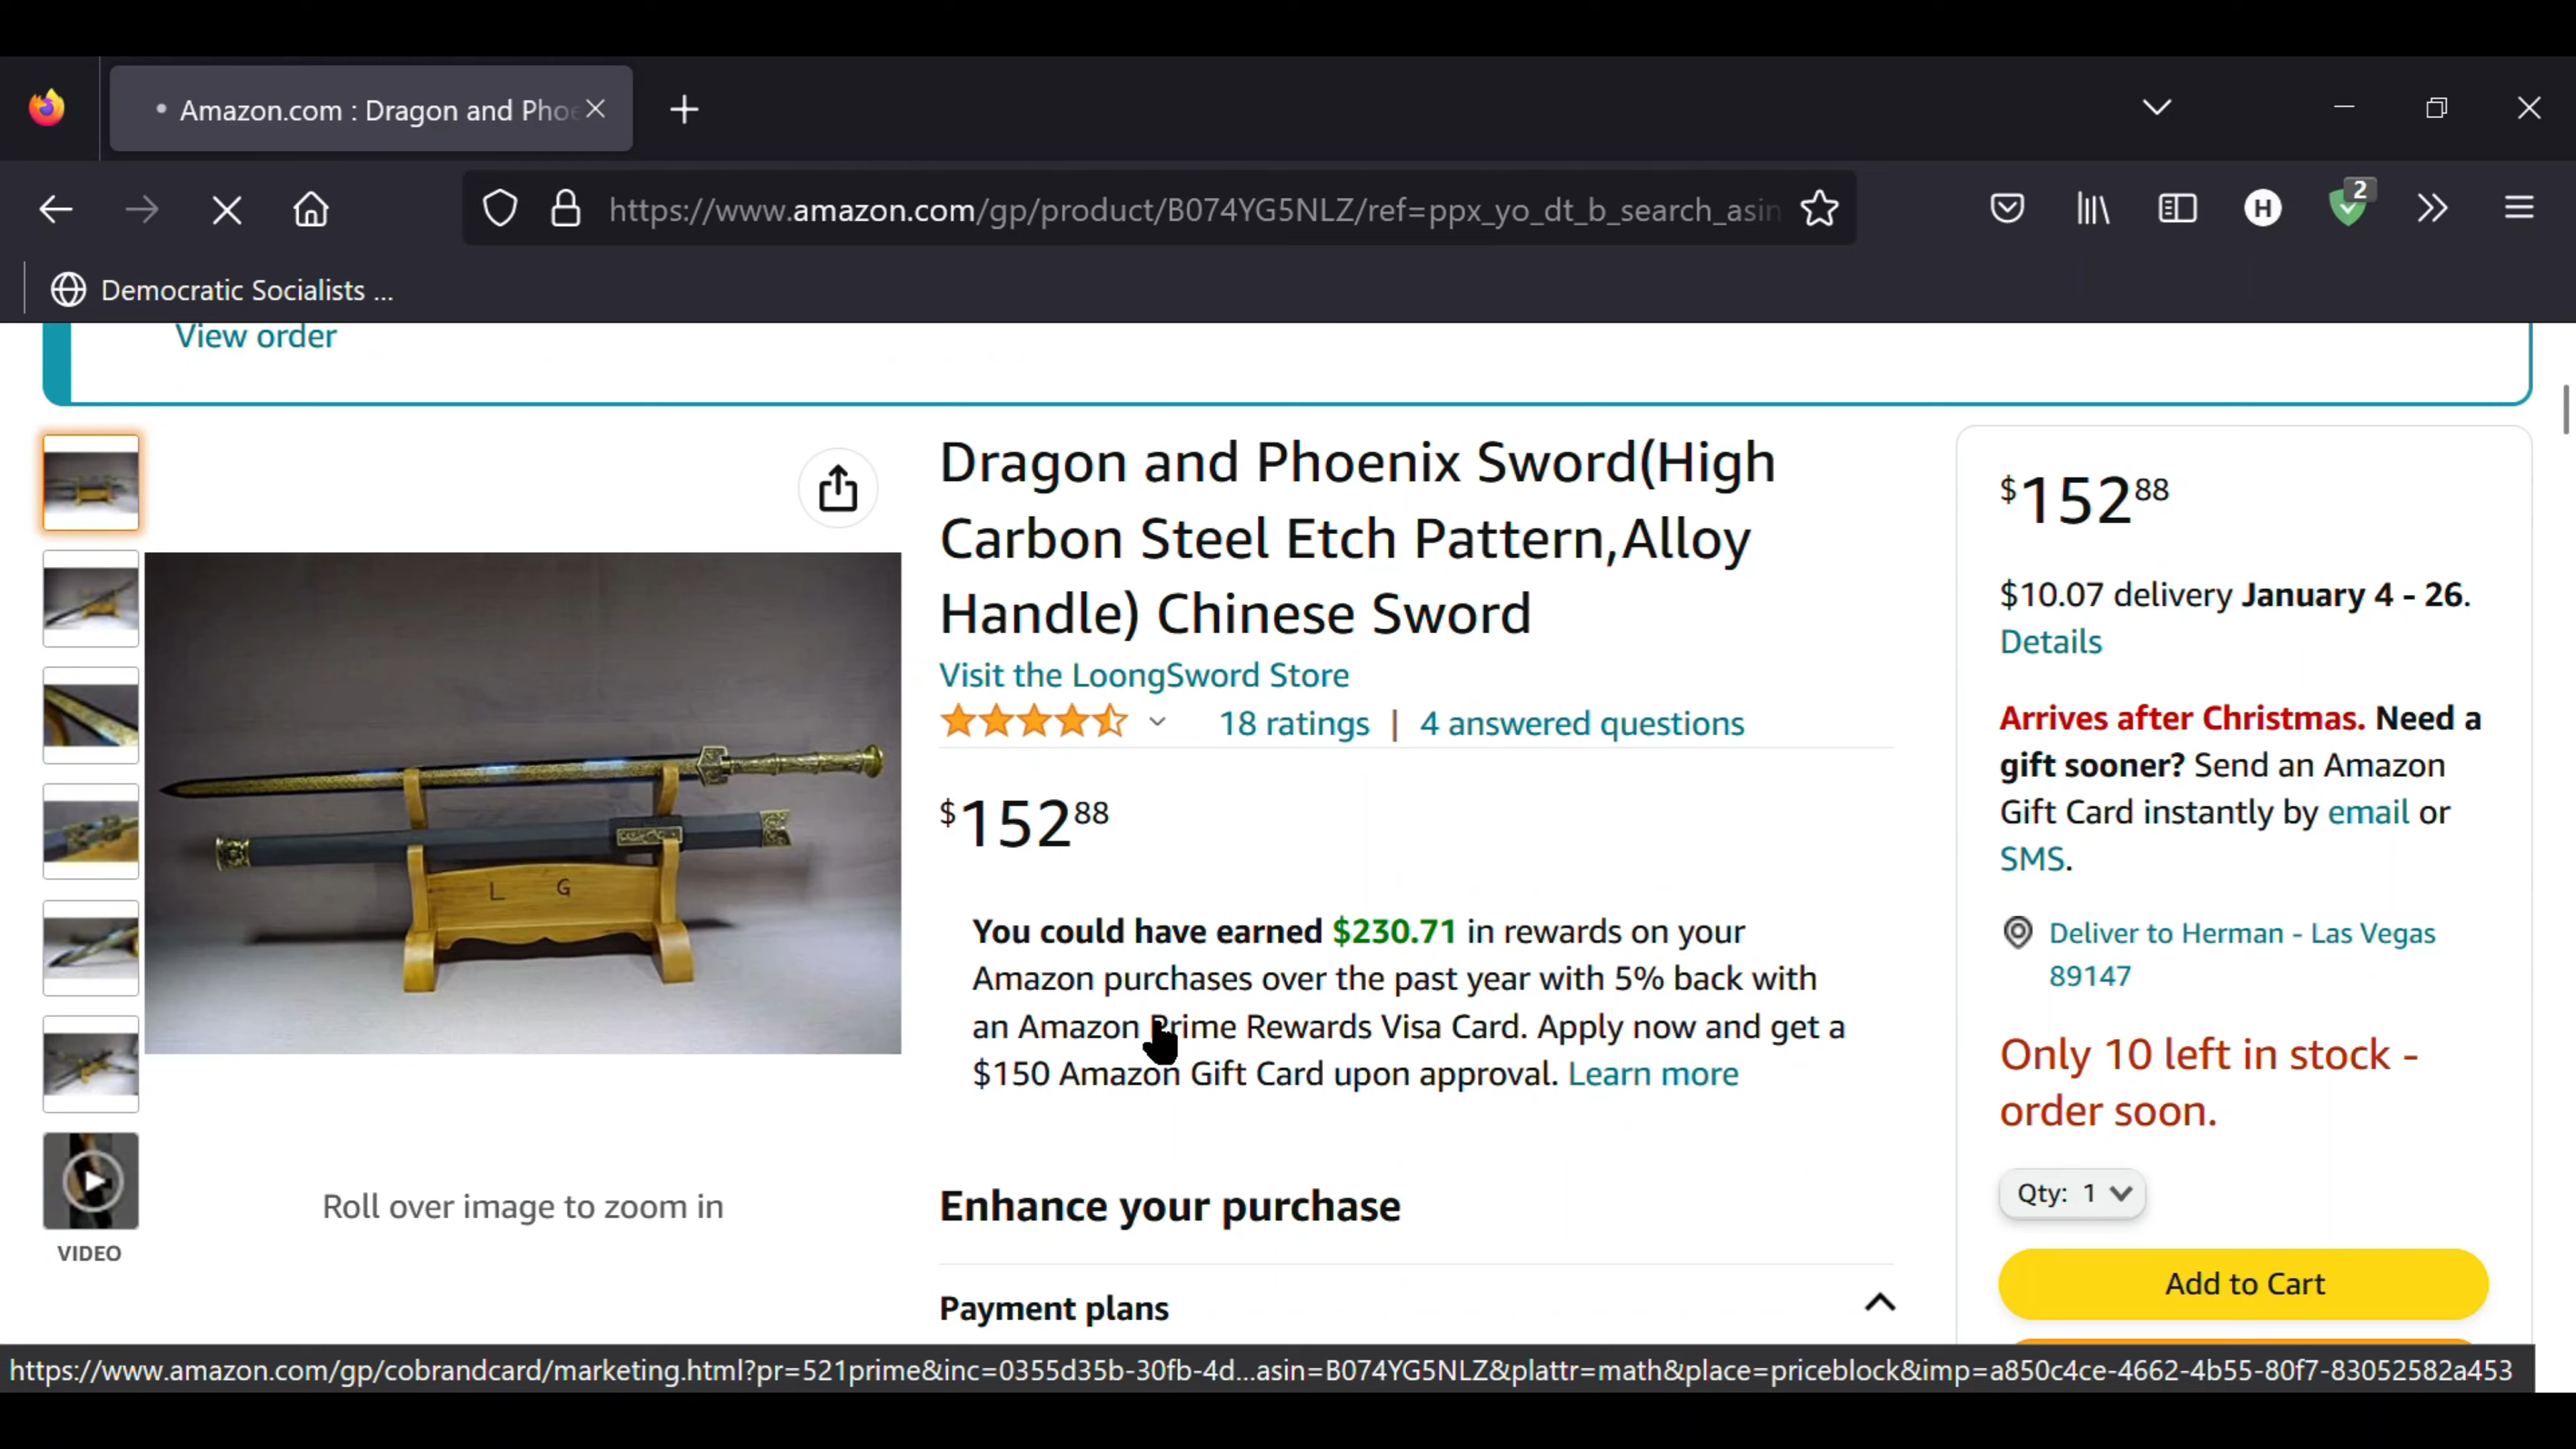 Amazon.com : Dragon and Phoe
https://www.amazon.com/gp/product/B074YG5NLZ/ref=ppx_yo_dt_b_search_asin
H
2
Democratic Socialists ...
View order
Dragon and Phoenix Sword(High
Carbon Steel Etch Pattern,Alloy
Handle) Chinese Sword
Visit the LoongSword Store
18 ratings | 4 answered questions
$152 88
You could have earned $230.71 in rewards on your
Amazon purchases over the past year with 5% back with
an Amazon Prime Rewards Visa Card. Apply now and get a
$150 Amazon Gift Card upon approval. Learn more
Enhance your purchase
Payment plans
L G
Roll over image to zoom in
VIDEO
$152 88
$10.07 delivery January 4 - 26.
Details
Arrives after Christmas. Need a
gift sooner? Send an Amazon
Gift Card instantly by email or
SMS.
Deliver to Herman - Las Vegas
89147
Only 10 left in stock -
order soon.
Qty: 1
Add to Cart
https://www.amazon.com/gp/cobrandcard/marketing.html?pr=521prime&inc=0355d35b-30fb-4d...asin=B074YG5NLZ&plattr=math&place=priceblock&imp=a850c4ce-4662-4b55-80f7-83052582a453